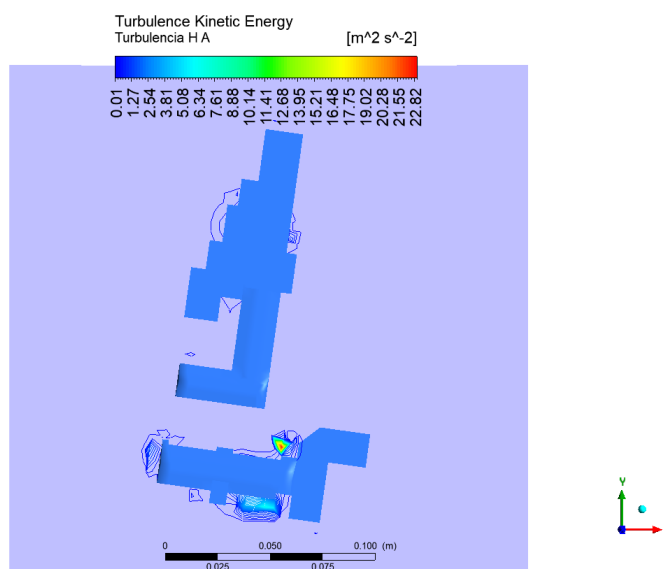 Turbulence Kinetic Energy
Turbulencia H A [m^2 s^-2]
0.01 1.27 2.54 3.81 5.08 6.34 7.61 8.88 10.14 11.41 12.68 13.95 15.21 16.48 17.75 19.02 20.28 21.55 22.82
0 0.050 0.100 (m)
0.025 0.075
Y